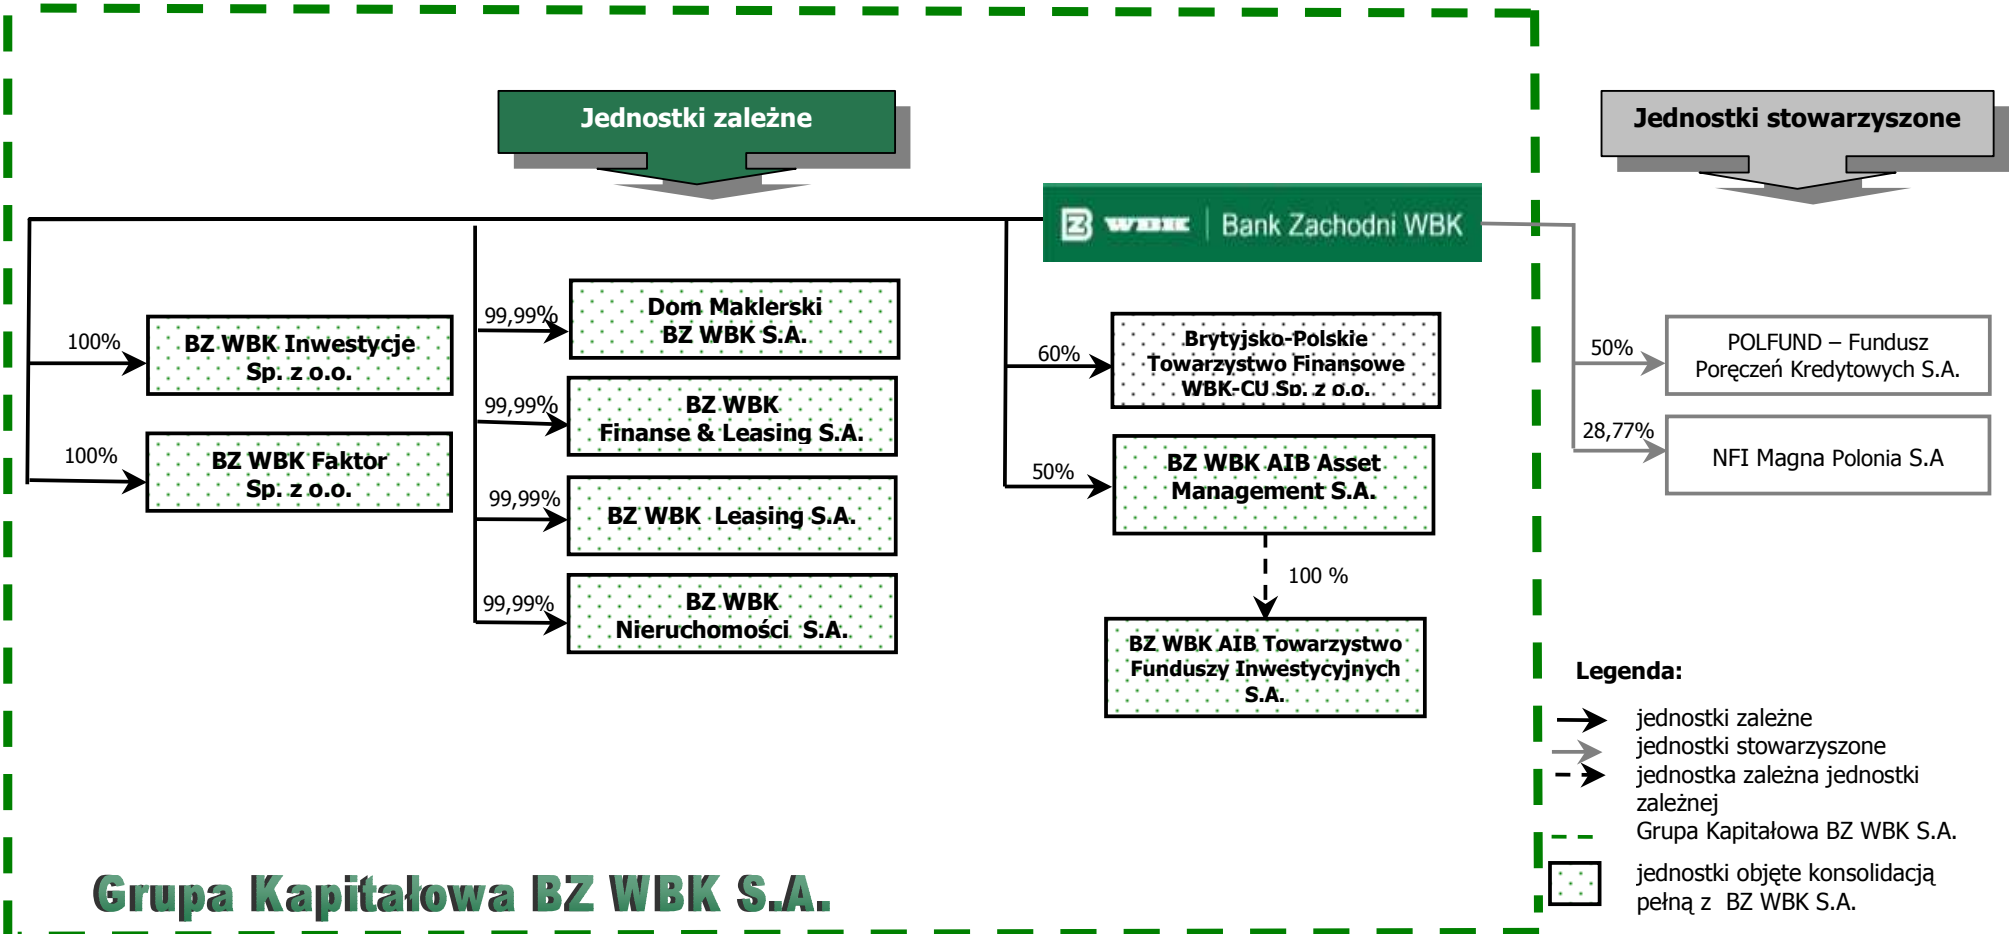 Jednostki zależne
Jednostki stowarzyszone
B WBK | Bank Zachodni WBK
100%
BZ WBK Inwestycje
Sp. z o.o.
100%
BZ WBK Faktor
Sp. z o.o.
99,99%
Dom Maklerski
BZ WBK S.A.
99,99%
BZ WBK
Finanse & Leasing S.A.
99,99%
BZ WBK Leasing S.A.
99,99%
BZ WBK
Nieruchomości S.A.
60%
Brytyjsko-Polskie
Towarzystwo Finansowe
WBK-CU Sp. z o.o.
50%
BZ WBK AIB Asset
Management S.A.
100 %
BZ WBK AIB Towarzystwo
Funduszy Inwestycyjnych
S.A.
50%
POLFUND – Fundusz
Poręczeń Kredytowych S.A.
28,77%
NFI Magna Polonia S.A
Legenda:
jednostki zależne
jednostki stowarzyszone
jednostka zależna jednostki
zależnej
Grupa Kapitałowa BZ WBK S.A.
jednostki objęte konsolidacją
pełną z BZ WBK S.A.
Grupa Kapitałowa BZ WBK S.A.